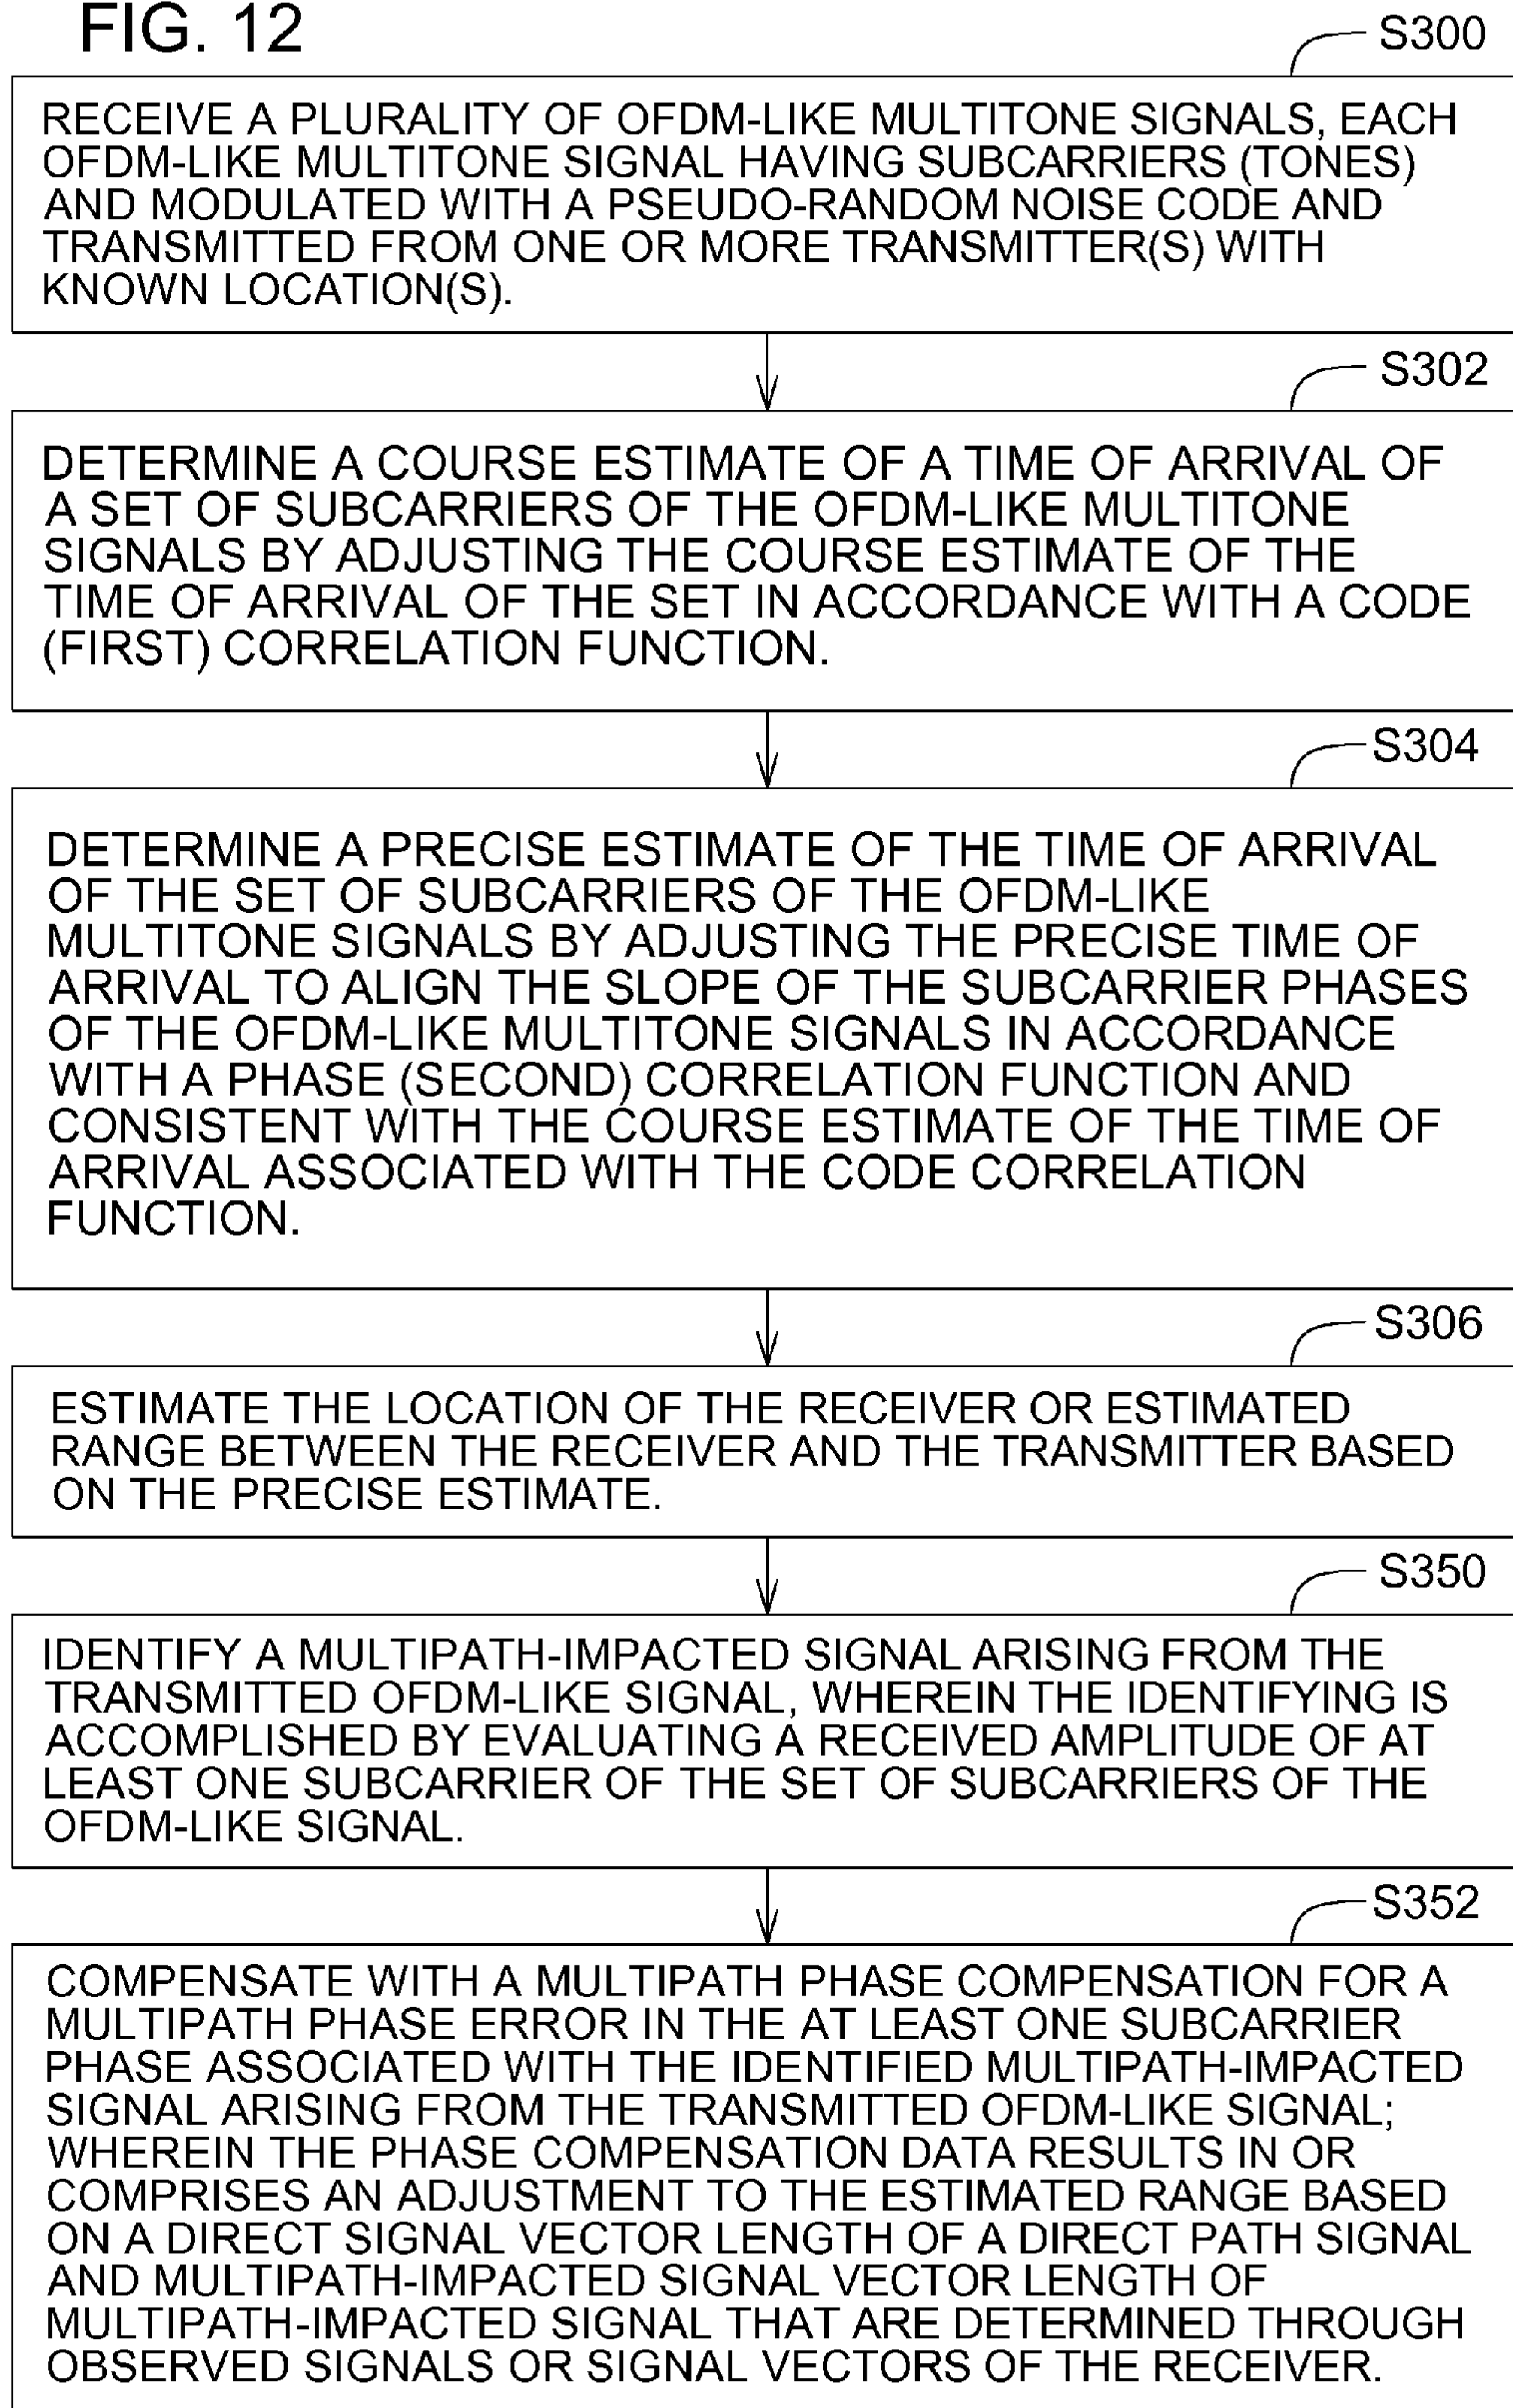 FIG. 12
S300
RECEIVE A PLURALITY OF OFDM-LIKE MULTITONE SIGNALS, EACH
OFDM-LIKE MULTITONE SIGNAL HAVING SUBCARRIERS (TONES)
AND MODULATED WITH A PSEUDO-RANDOM NOISE CODE AND
TRANSMITTED FROM ONE OR MORE TRANSMITTER(S) WITH
KNOWN LOCATION(S).
S302
DETERMINE A COURSE ESTIMATE OF A TIME OF ARRIVAL OF
A SET OF SUBCARRIERS OF THE OFDM-LIKE MULTITONE
SIGNALS BY ADJUSTING THE COURSE ESTIMATE OF THE
TIME OF ARRIVAL OF THE SET IN ACCORDANCE WITH A CODE
(FIRST) CORRELATION FUNCTION.
S304
DETERMINE A PRECISE ESTIMATE OF THE TIME OF ARRIVAL
OF THE SET OF SUBCARRIERS OF THE OFDM-LIKE
MULTITONE SIGNALS BY ADJUSTING THE PRECISE TIME OF
ARRIVAL TO ALIGN THE SLOPE OF THE SUBCARRIER PHASES
OF THE OFDM-LIKE MULTITONE SIGNALS IN ACCORDANCE
WITH A PHASE (SECOND) CORRELATION FUNCTION AND
CONSISTENT WITH THE COURSE ESTIMATE OF THE TIME OF
ARRIVAL ASSOCIATED WITH THE CODE CORRELATION
FUNCTION.
S306
ESTIMATE THE LOCATION OF THE RECEIVER OR ESTIMATED
RANGE BETWEEN THE RECEIVER AND THE TRANSMITTER BASED
ON THE PRECISE ESTIMATE.
S350
IDENTIFY A MULTIPATH-IMPACTED SIGNAL ARISING FROM THE
TRANSMITTED OFDM-LIKE SIGNAL, WHEREIN THE IDENTIFYING IS
ACCOMPLISHED BY EVALUATING A RECEIVED AMPLITUDE OF AT
LEAST ONE SUBCARRIER OF THE SET OF SUBCARRIERS OF THE
OFDM-LIKE SIGNAL.
S352
COMPENSATE WITH A MULTIPATH PHASE COMPENSATION FOR A
MULTIPATH PHASE ERROR IN THE AT LEAST ONE SUBCARRIER
PHASE ASSOCIATED WITH THE IDENTIFIED MULTIPATH-IMPACTED
SIGNAL ARISING FROM THE TRANSMITTED OFDM-LIKE SIGNAL;
WHEREIN THE PHASE COMPENSATION DATA RESULTS IN OR
COMPRISES AN ADJUSTMENT TO THE ESTIMATED RANGE BASED
ON A DIRECT SIGNAL VECTOR LENGTH OF A DIRECT PATH SIGNAL
AND MULTIPATH-IMPACTED SIGNAL VECTOR LENGTH OF
MULTIPATH-IMPACTED SIGNAL THAT ARE DETERMINED THROUGH
OBSERVED SIGNALS OR SIGNAL VECTORS OF THE RECEIVER.